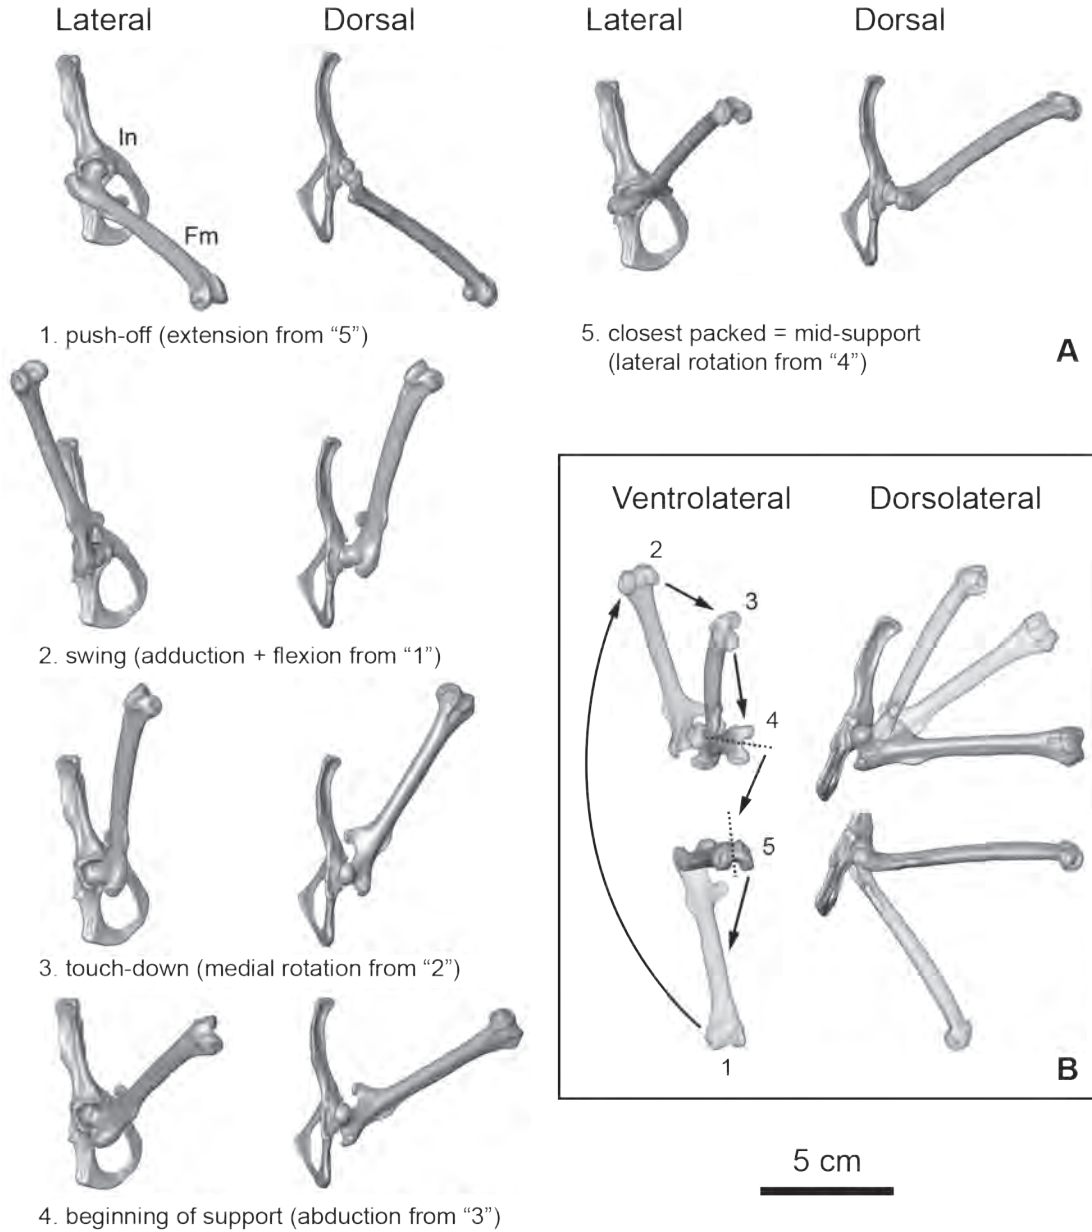 Lateral Dorsal
In
Fm
1. push-off (extension from “5”)
2. swing (adduction + flexion from “1”)
3. touch-down (medial rotation from “2”)
4. beginning of support (abduction from “3”)
Lateral Dorsal
5. closest packed = mid-support
(lateral rotation from “4”)
A
Ventrolateral Dorsolateral
2
3
4
5
1
B
5 cm